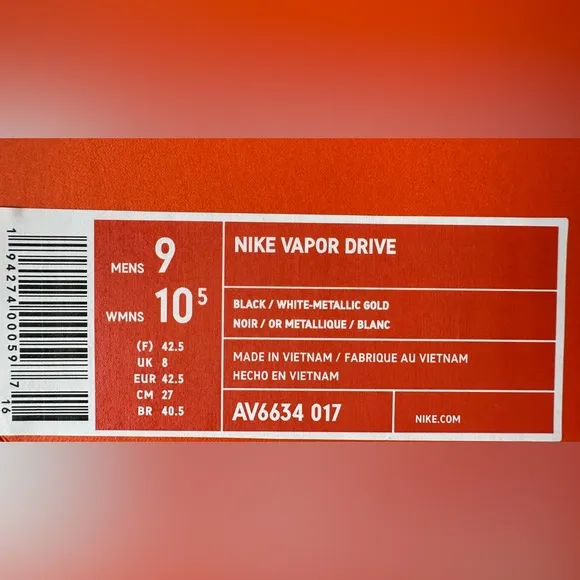 1 94274 00059 7
16
MENS 9
WMNS 10 5
(F) 42.5
UK 8
EUR 42.5
CM 27
BR 40.5
NIKE VAPOR DRIVE
BLACK / WHITE-METALLIC GOLD
NOIR / OR METALLIQUE / BLANC
MADE IN VIETNAM / FABRIQUE AU VIETNAM
HECHO EN VIETNAM
AV6634 017
NIKE.COM